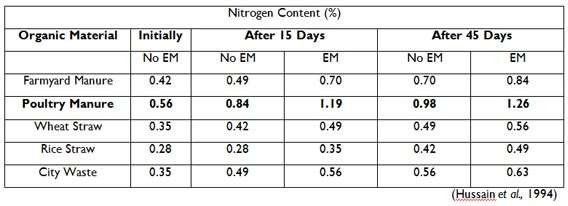 Nitrogen Content (%)
Organic Material Initially After 15 Days After 45 Days
No EM No EM EM No EM EM
Farmyard Manure 0.42 0.49 0.70 0.70 0.84
Poultry Manure 0.56 0.84 1.19 0.98 1.26
Wheat Straw 0.35 0.42 0.49 0.49 0.56
Rice Straw 0.28 0.28 0.35 0.42 0.49
City Waste 0.35 0.49 0.56 0.56 0.63
(Hussain et al., 1994)